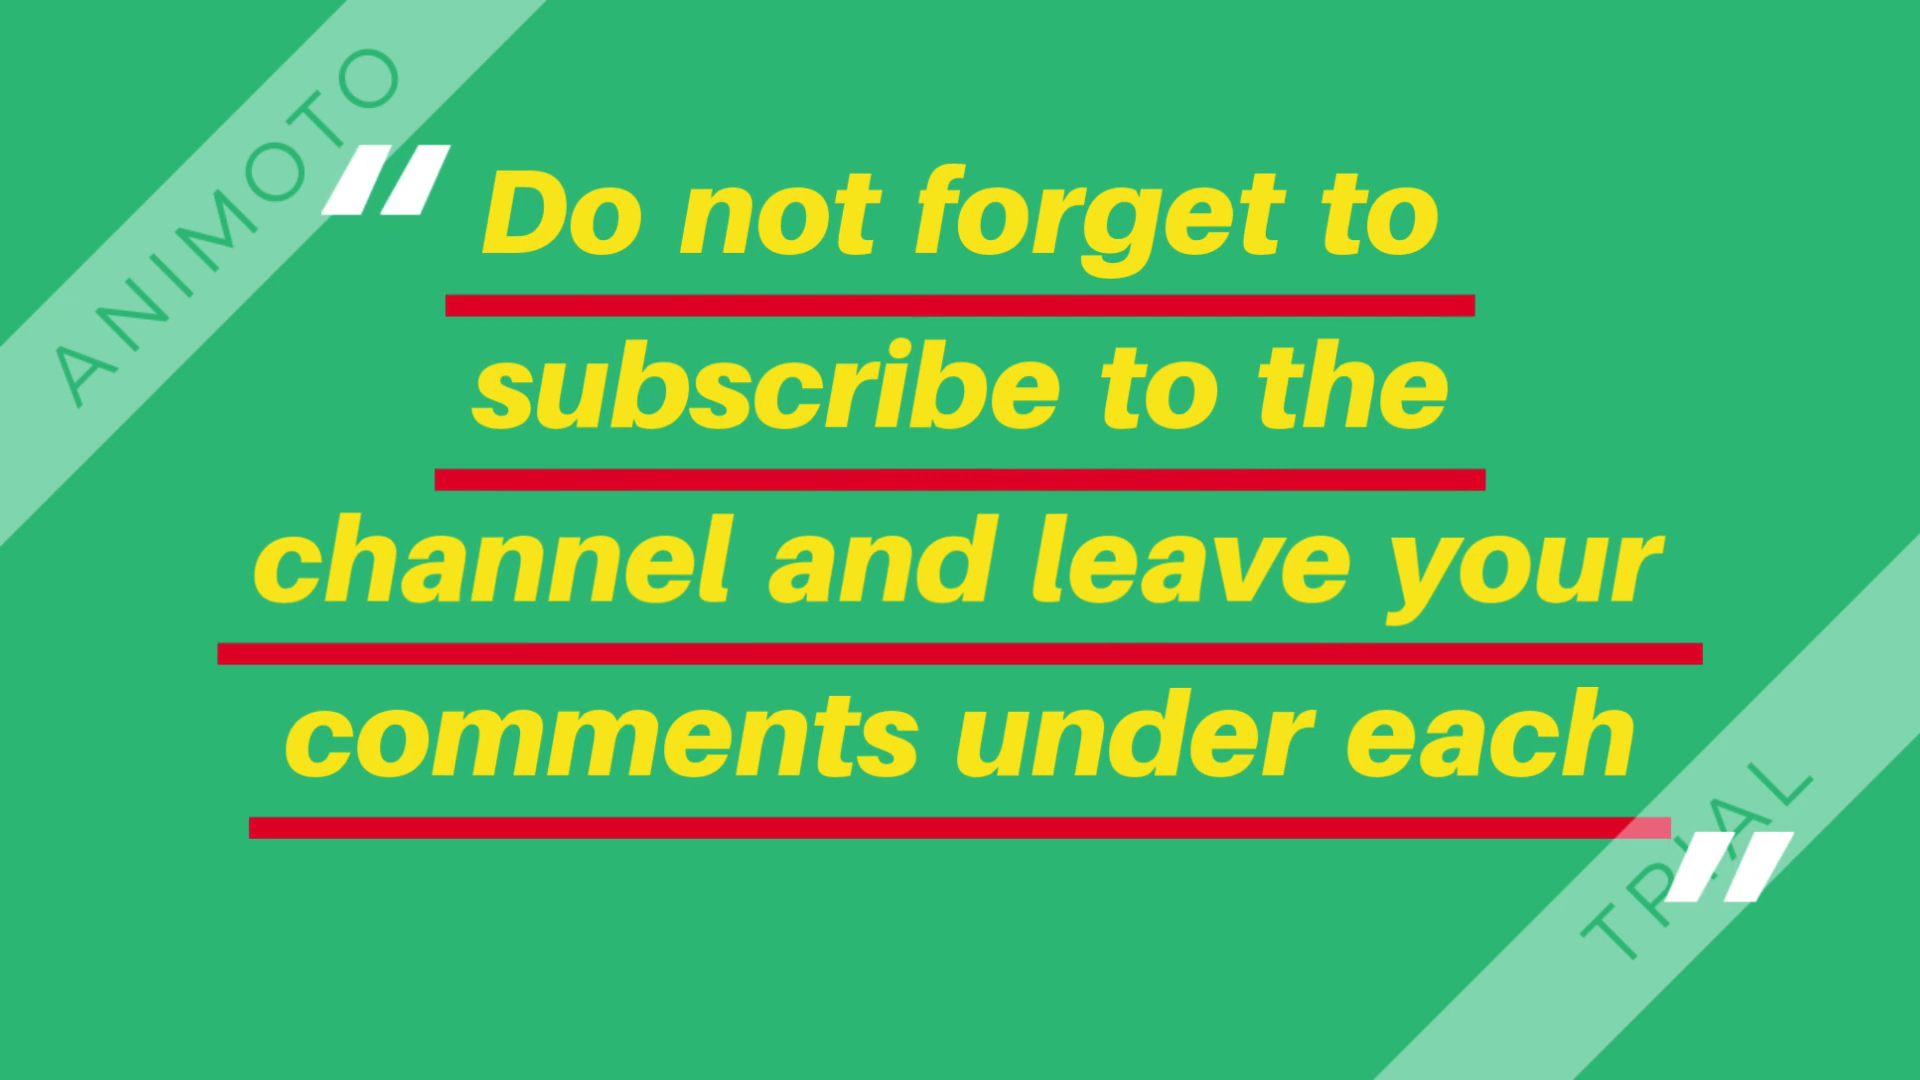 ANIMOTO
“ Do not forget to
subscribe to the
channel and leave your
comments under each
”
TRIAL